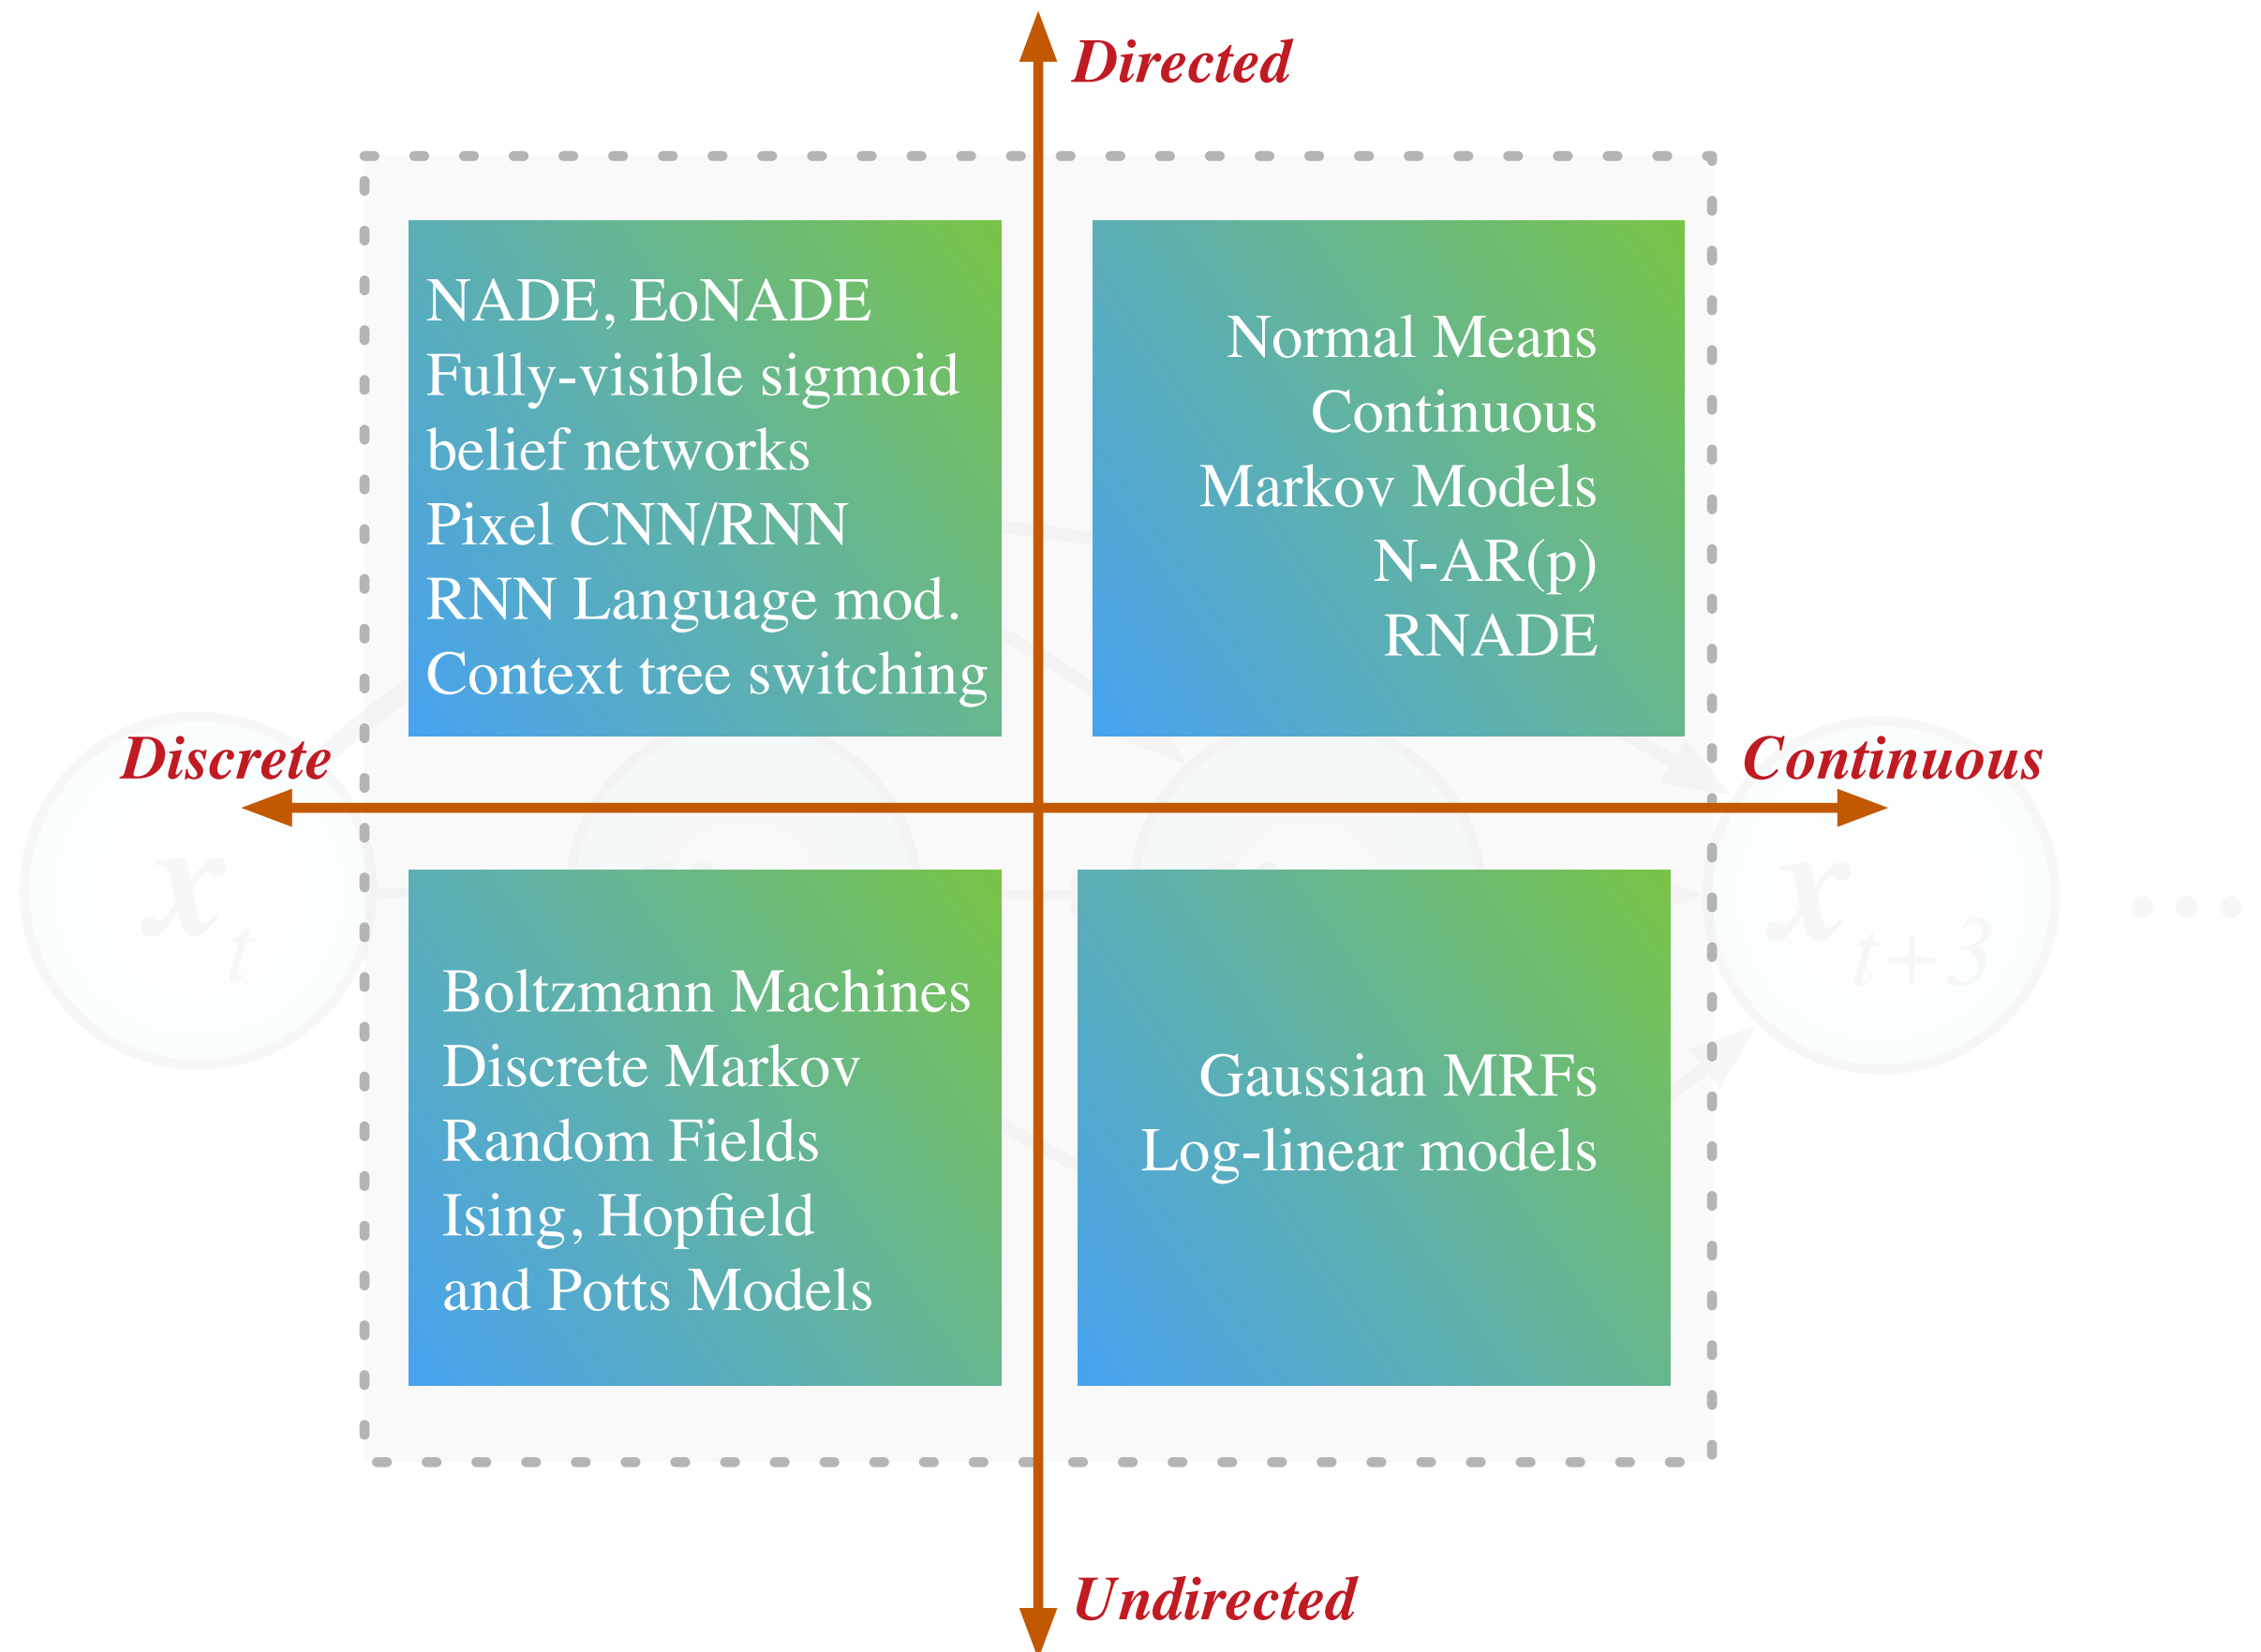 Directed
NADE, EoNADE
Fully-visible sigmoid
belief networks
Pixel CNN/RNN
RNN Language mod.
Context tree switching
Normal Means
Continuous
Markov Models
N-AR(p)
RNADE
Discrete
Continuous
x t
x t+3
...
Boltzmann Machines
Discrete Markov
Random Fields
Ising, Hopfield
and Potts Models
Gaussian MRFs
Log-linear models
Undirected